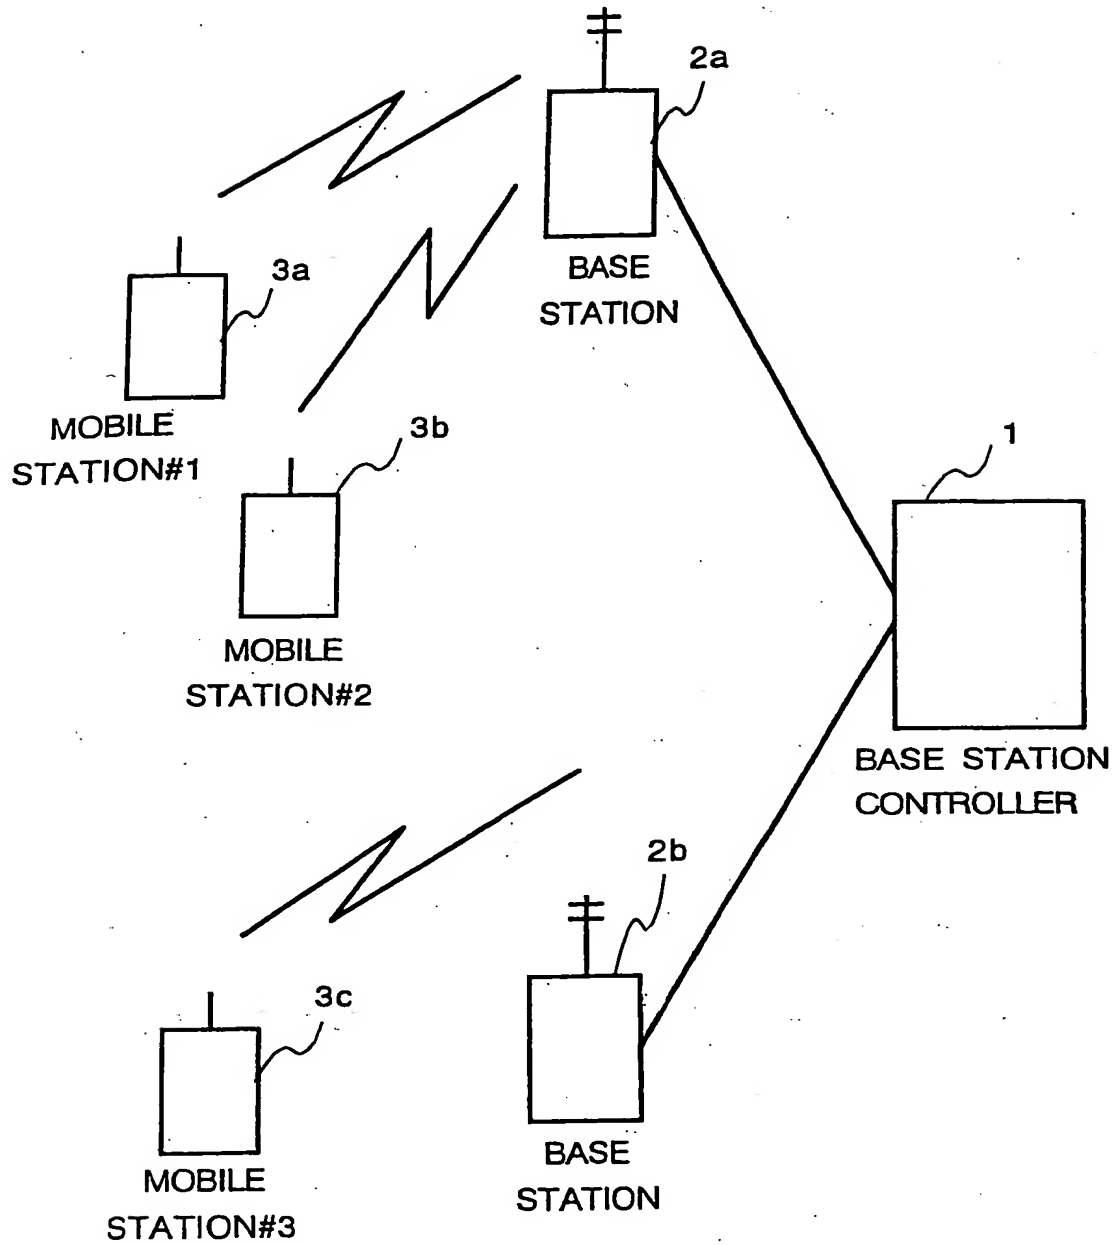 2a
BASE
STATION
3a
MOBILE
STATION#1
3b
MOBILE
STATION#2
1
BASE STATION
CONTROLLER
2b
BASE
STATION
3c
MOBILE
STATION#3